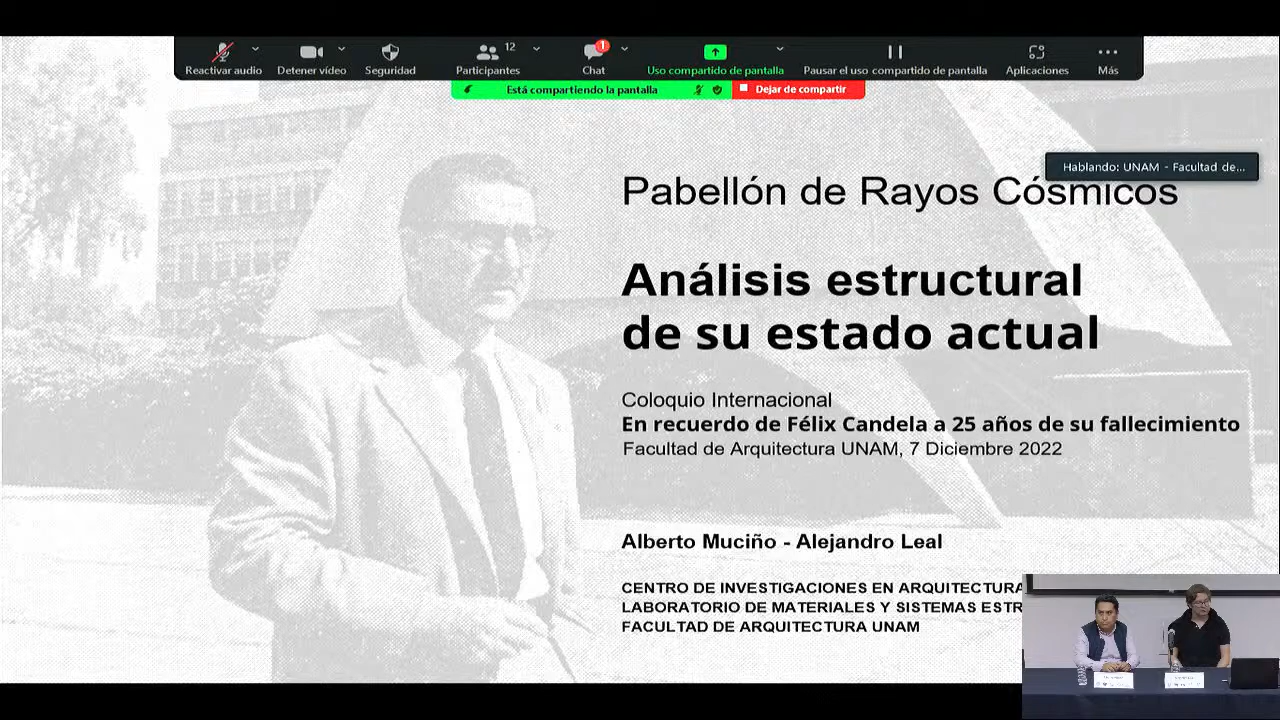 12
1
Reactivar audio
Detener vídeo
Seguridad
Participantes
Chat
Uso compartido de pantalla
Pausar el uso compartido de pantalla
Aplicaciones
Más
Está compartiendo la pantalla
Dejar de compartir
Hablando: UNAM - Facultad de...
Pabellón de Rayos Cósmicos
Análisis estructural
de su estado actual
Coloquio Internacional
En recuerdo de Félix Candela a 25 años de su fallecimiento
Facultad de Arquitectura UNAM, 7 Diciembre 2022
Alberto Muciño - Alejandro Leal
CENTRO DE INVESTIGACIONES EN ARQUITECTURA
LABORATORIO DE MATERIALES Y SISTEMAS ESTR
FACULTAD DE ARQUITECTURA UNAM